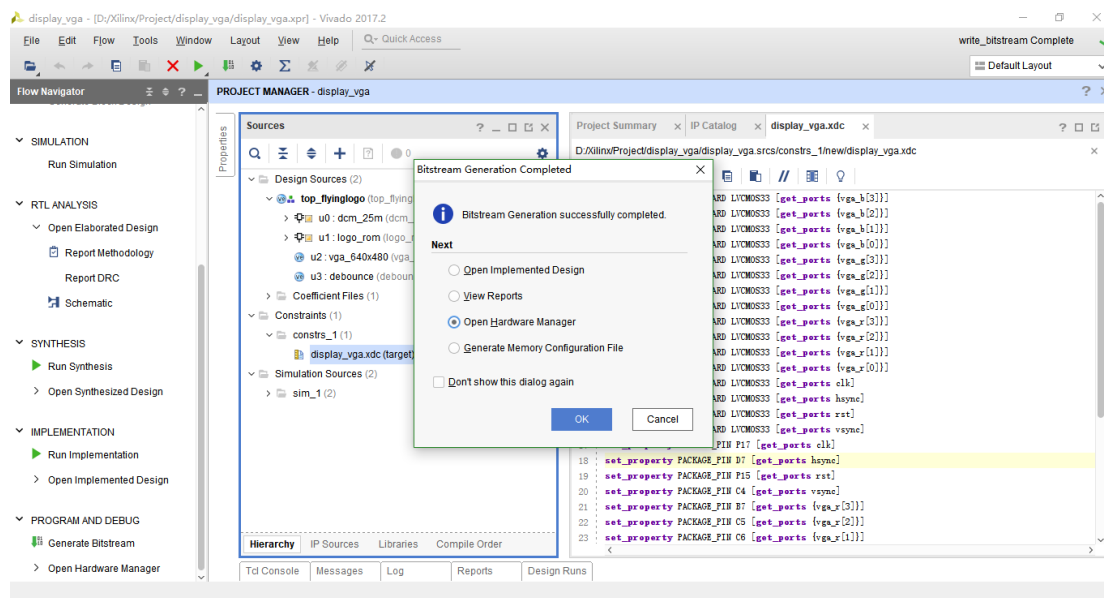 display_vga - [D:/Xilinx/Project/display_vga/display_vga.xpr] - Vivado 2017.2
File Edit Flow Tools Window Layout View Help Quick Access
write_bitstream Complete
Default Layout
Flow Navigator
PROJECT MANAGER - display_vga
SIMULATION
Run Simulation
RTL ANALYSIS
Open Elaborated Design
Report Methodology
Report DRC
Schematic
SYNTHESIS
Run Synthesis
Open Synthesized Design
IMPLEMENTATION
Run Implementation
Open Implemented Design
PROGRAM AND DEBUG
Generate Bitstream
Open Hardware Manager
Properties
Sources
0
Design Sources (2)
top_flyinglogo (top_flying
u0 : dcm_25m (dcm_
u1 : logo_rom (logo_r
u2 : vga_640x480 (vga_
u3 : debounce (deboun
Coefficient Files (1)
Constraints (1)
constrs_1 (1)
display_vga.xdc (target)
Simulation Sources (2)
sim_1 (2)
Hierarchy IP Sources Libraries Compile Order
Bitstream Generation Completed
Bitstream Generation successfully completed.
Next
Open Implemented Design
View Reports
Open Hardware Manager
Generate Memory Configuration File
Don't show this dialog again
OK Cancel
Project Summary IP Catalog display_vga.xdc
D:/Xilinx/Project/display_vga/display_vga.srcs/constrs_1/new/display_vga.xdc
ARD LVCMOS33 [get_ports {vga_b[3]}]
ARD LVCMOS33 [get_ports {vga_b[2]}]
ARD LVCMOS33 [get_ports {vga_b[1]}]
ARD LVCMOS33 [get_ports {vga_b[0]}]
ARD LVCMOS33 [get_ports {vga_g[3]}]
ARD LVCMOS33 [get_ports {vga_g[2]}]
ARD LVCMOS33 [get_ports {vga_g[1]}]
ARD LVCMOS33 [get_ports {vga_g[0]}]
ARD LVCMOS33 [get_ports {vga_r[3]}]
ARD LVCMOS33 [get_ports {vga_r[2]}]
ARD LVCMOS33 [get_ports {vga_r[1]}]
ARD LVCMOS33 [get_ports {vga_r[0]}]
ARD LVCMOS33 [get_ports clk]
ARD LVCMOS33 [get_ports hsync]
ARD LVCMOS33 [get_ports rst]
ARD LVCMOS33 [get_ports vsync]
_PIN P17 [get_ports clk]
18 set_property PACKAGE_PIN D7 [get_ports hsync]
19 set_property PACKAGE_PIN P15 [get_ports rst]
20 set_property PACKAGE_PIN C4 [get_ports vsync]
21 set_property PACKAGE_PIN B7 [get_ports {vga_r[3]}]
22 set_property PACKAGE_PIN C5 [get_ports {vga_r[2]}]
23 set_property PACKAGE_PIN C6 [get_ports {vga_r[1]}]
Tcl Console Messages Log Reports Design Runs